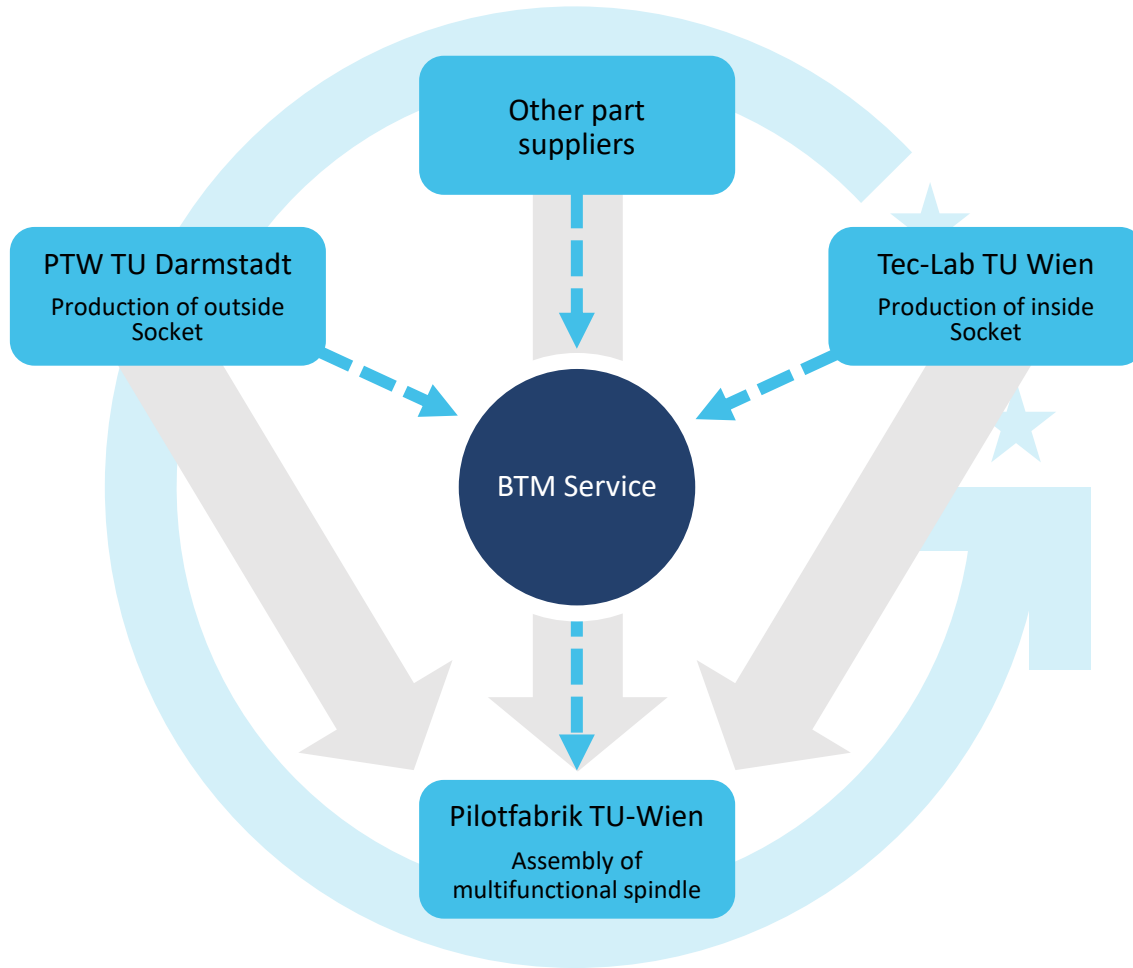 Other part
suppliers
PTW TU Darmstadt
Production of outside
Socket
Tec-Lab TU Wien
Production of inside
Socket
BTM Service
Pilotfabrik TU-Wien
Assembly of
multifunctional spindle